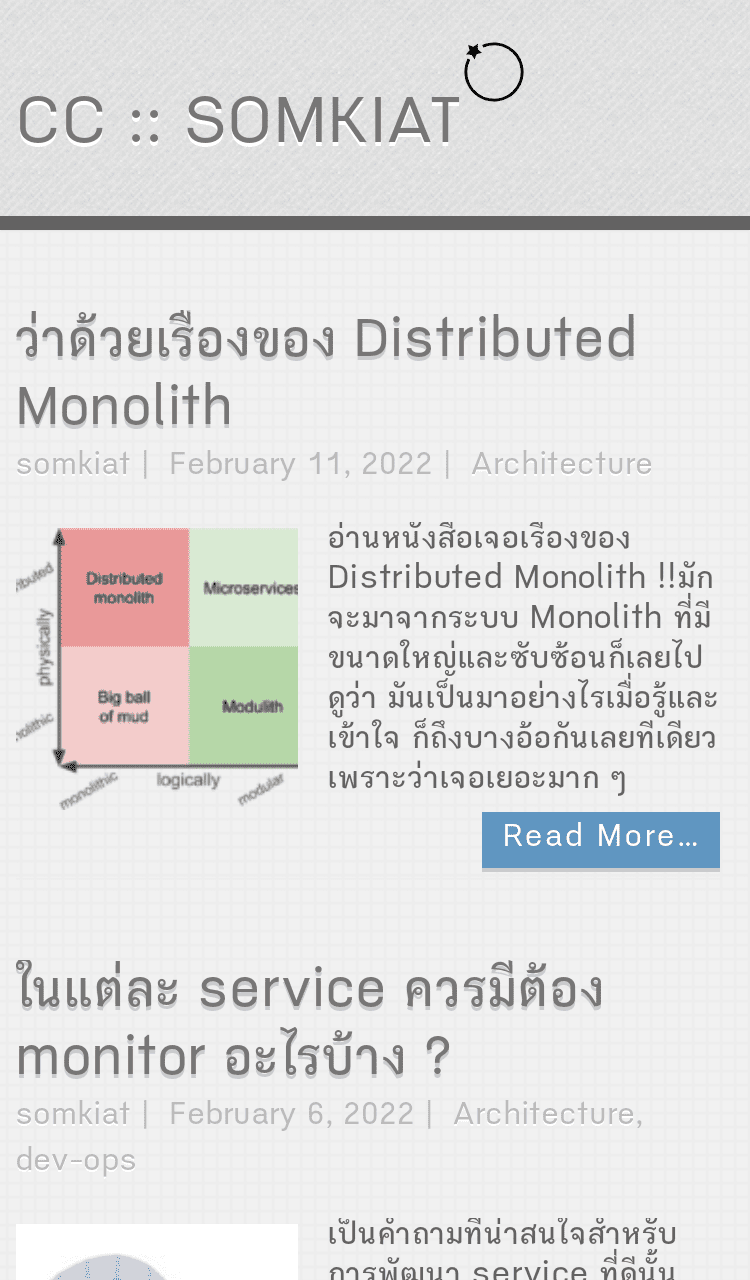 CC :: SOMKIAT
ว่าด้วยเรื่องของ Distributed
Monolith
somkiat | February 11, 2022 | Architecture
Distributed
monolith
Microservices
physically
Big ball
of mud
Modulith
monolithic
logically
modular
อ่านหนังสือเจอเรื่องของ
Distributed Monolith !!มัก
จะมาจากระบบ Monolith ที่มี
ขนาดใหญ่และซับซ้อนก็เลยไป
ดูว่า มันเป็นมาอย่างไรเมื่อรู้และ
เข้าใจ ก็ถึงบางอ้อกันเลยทีเดียว
เพราะว่าเจอเยอะมาก ๆ
Read More…
ในแต่ละ service ควรมีต้อง
monitor อะไรบ้าง ?
somkiat | February 6, 2022 | Architecture,
dev-ops
เป็นคำถามที่น่าสนใจสำหรับ
การพัฒนา service ที่ดีนั้น